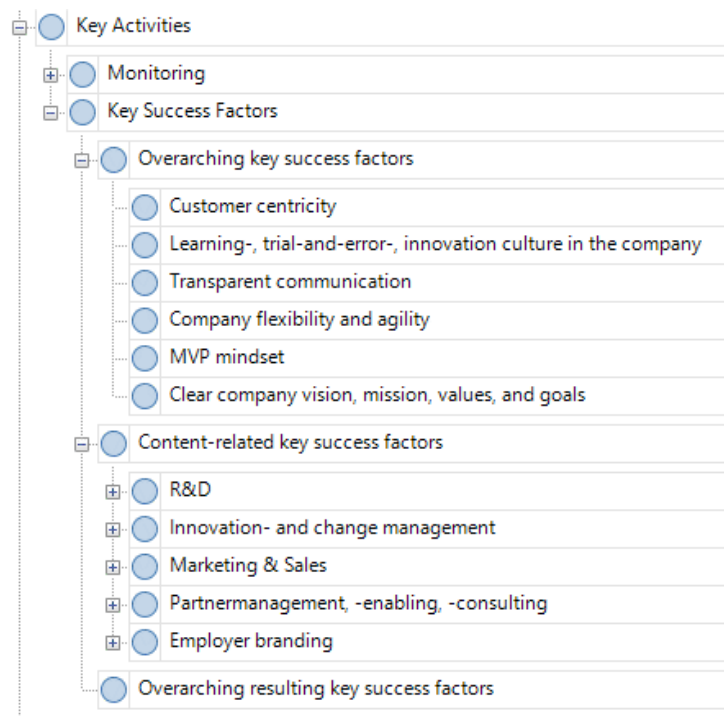 Key Activities
Monitoring
Key Success Factors
Overarching key success factors
Customer centricity
Learning-, trial-and-error-, innovation culture in the company
Transparent communication
Company flexibility and agility
MVP mindset
Clear company vision, mission, values, and goals
Content-related key success factors
R&D
Innovation- and change management
Marketing & Sales
Partnermanagement, -enabling, -consulting
Employer branding
Overarching resulting key success factors